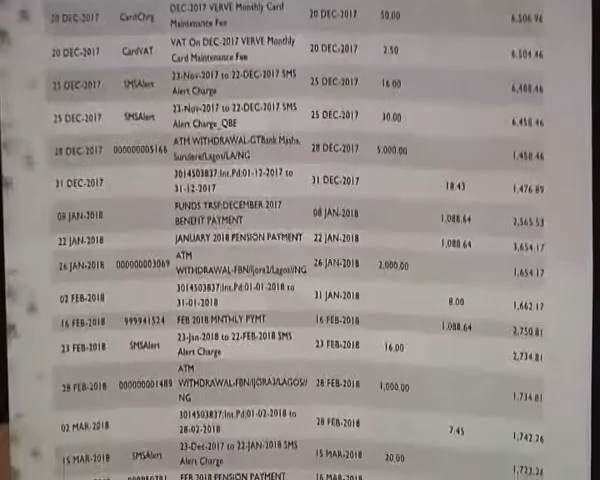 DEC-2017 VERVE Monthly Card
20 DEC-2017 CardChrg 20 DEC-2017 50.00 6,506.96
Maintenance Fee
VAT On DEC-2017 VERVE Monthly
20 DEC-2017 CardVAT 20 DEC-2017 2.50 6,504.46
Card Maintenance Fee
23-Nov-2017 to 22-DEC-2017 SMS
25 DEC-2017 SMSAlert 25 DEC-2017 16.00 6,488.46
Alert Charge
23-Nov-2017 to 22-DEC-2017 SMS
25 DEC-2017 SMSAlert 25 DEC-2017 30.00 6,458.46
Alert Charge_QBE
ATM WITHDRAWAL-GTBank Masha,
28 DEC-2017 000000005166 28 DEC-2017 5,000.00 1,458.46
Surulere/Lagos/LA/NG
3014503837:Int.Pd:01-12-2017 to
31 DEC-2017 31 DEC-2017 18.43 1,476.89
31-12-2017
FUNDS TRSF:DECEMBER 2017
08 JAN-2018 08 JAN-2018 1,088.64 2,565.53
BENEFIT PAYMENT
22 JAN-2018 JANUARY 2018 PENSION PAYMENT 22 JAN-2018 1,088.64 3,654.17
ATM
26 JAN-2018 000000003069 26 JAN-2018 2,000.00 1,654.17
WITHDRAWAL-FBN/Ijora2/Lagos//NG
3014503837:Int.Pd:01-01-2018 to
02 FEB-2018 31 JAN-2018 8.00 1,662.17
31-01-2018
16 FEB-2018 999941524 FEB 2018 MNTHLY PYMT 16 FEB-2018 1,088.64 2,750.81
23-Jan-2018 to 22-FEB-2018 SMS
23 FEB-2018 SMSAlert 23 FEB-2018 16.00 2,734.81
Alert Charge
ATM
28 FEB-2018 000000001489 WITHDRAWAL-FBN/IJORA3/LAGOS// 28 FEB-2018 1,000.00 1,734.81
NG
3014503837:Int.Pd:01-02-2018 to
02 MAR-2018 28 FEB-2018 7.45 1,742.26
28-02-2018
23-Dec-2017 to 22-JAN-2018 SMS
15 MAR-2018 SMSAlert 15 MAR-2018 20.00 1,722.26
Alert Charge
FEB 2018 PENSION PAYMENT 16 MAR-2018